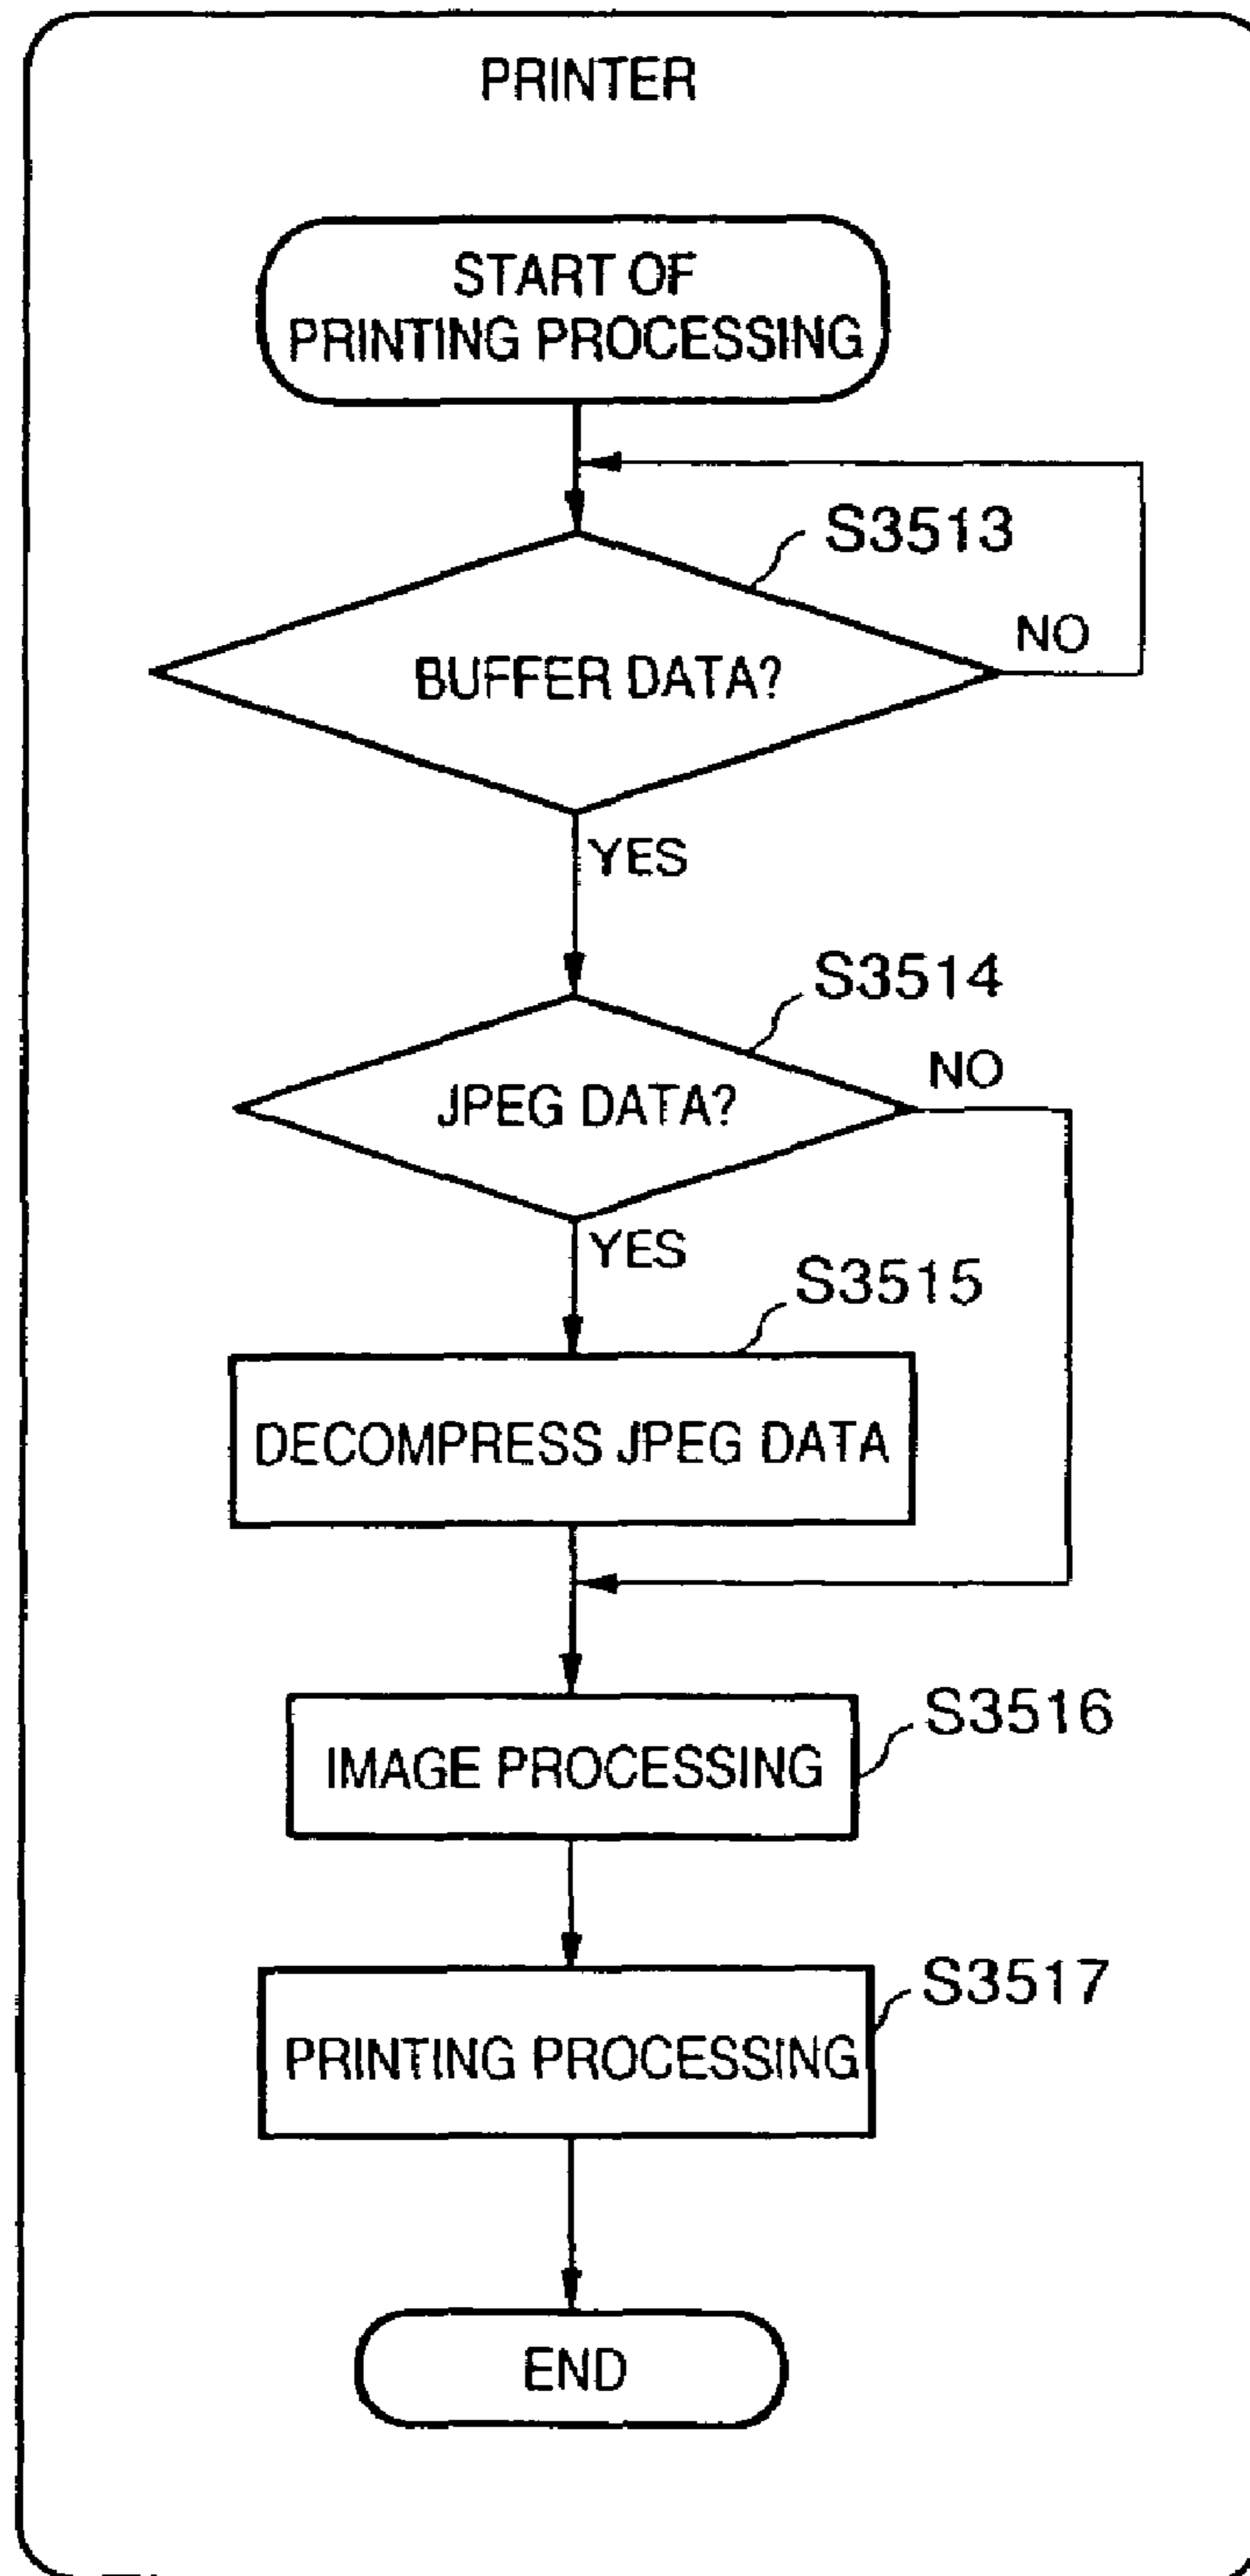 PRINTER
START OF
PRINTING PROCESSING
S3513
NO
BUFFER DATA?
YES
S3514
NO
JPEG DATA?
YES
S3515
DECOMPRESS JPEG DATA
S3516
IMAGE PROCESSING
S3517
PRINTING PROCESSING
END